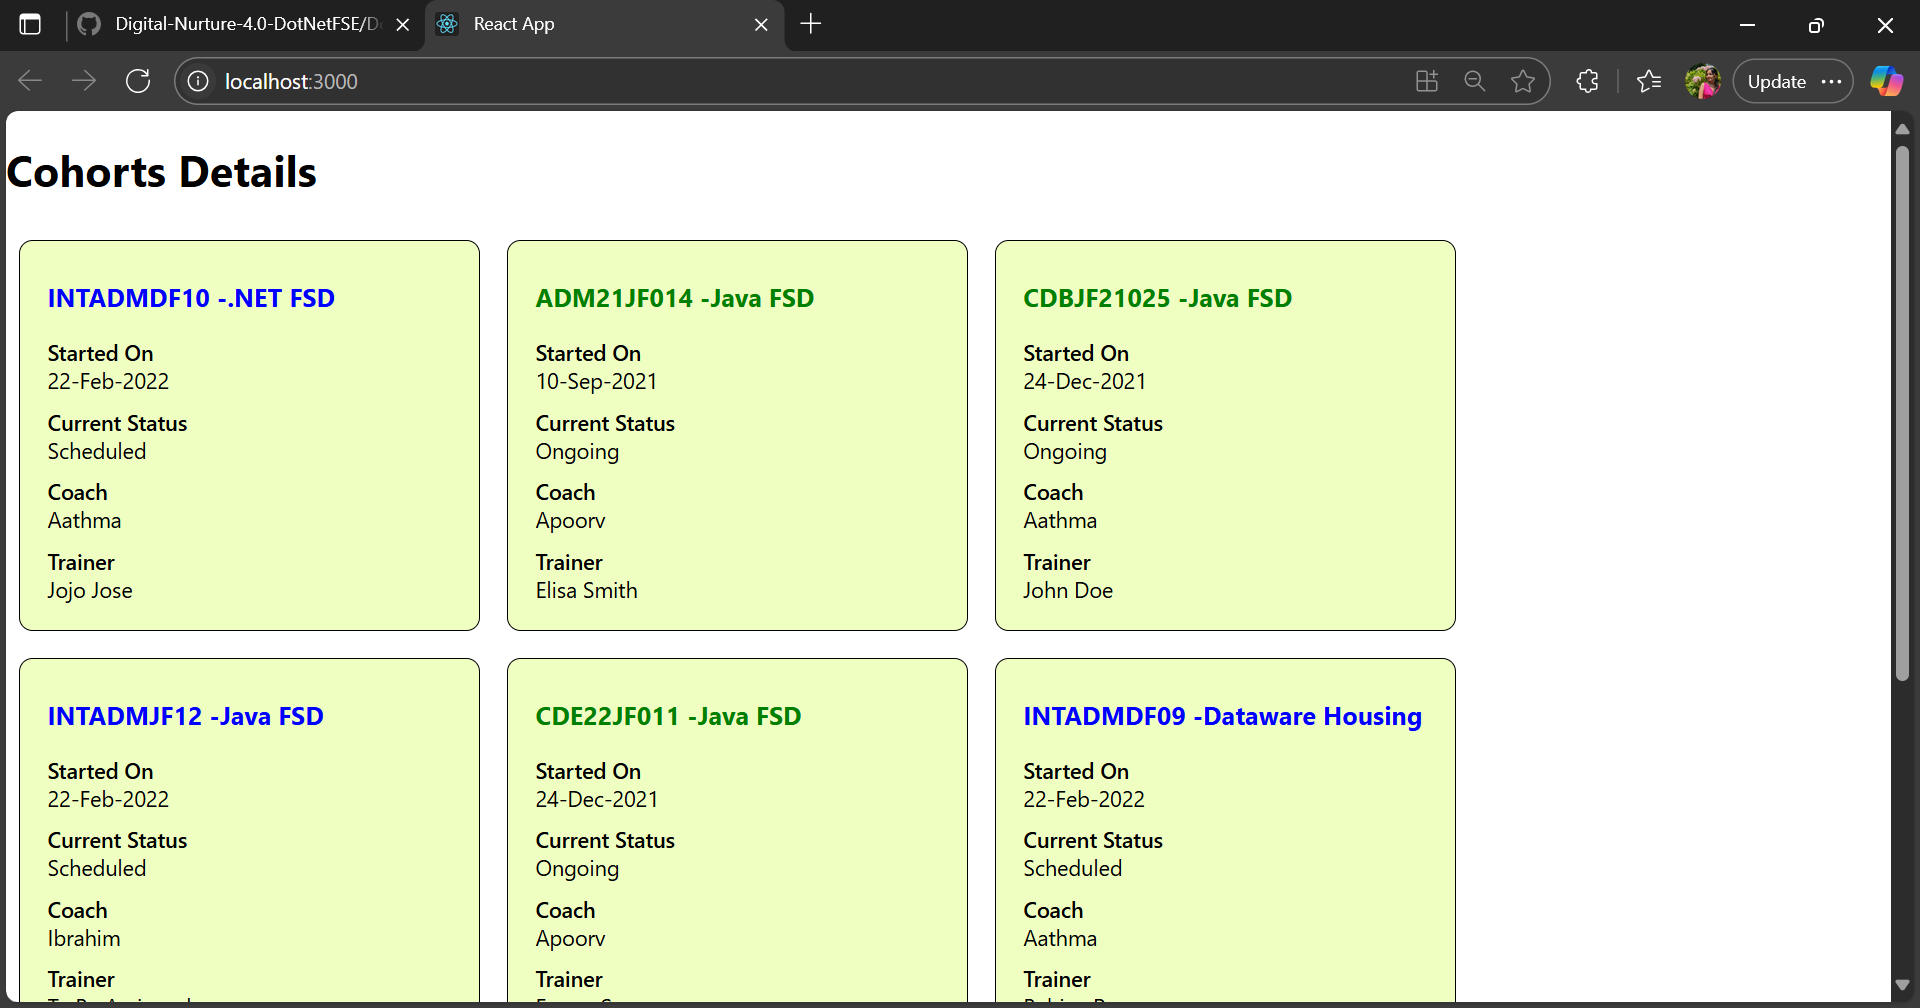 Digital-Nurture-4.0-DotNetFSE/D
React App
localhost:3000
Update
Cohorts Details
INTADMDF10 -.NET FSD
Started On
22-Feb-2022
Current Status
Scheduled
Coach
Aathma
Trainer
Jojo Jose
ADM21JF014 -Java FSD
Started On
10-Sep-2021
Current Status
Ongoing
Coach
Apoorv
Trainer
Elisa Smith
CDBJF21025 -Java FSD
Started On
24-Dec-2021
Current Status
Ongoing
Coach
Aathma
Trainer
John Doe
INTADMJF12 -Java FSD
Started On
22-Feb-2022
Current Status
Scheduled
Coach
Ibrahim
Trainer
CDE22JF011 -Java FSD
Started On
24-Dec-2021
Current Status
Ongoing
Coach
Apoorv
Trainer
INTADMDF09 -Dataware Housing
Started On
22-Feb-2022
Current Status
Scheduled
Coach
Aathma
Trainer